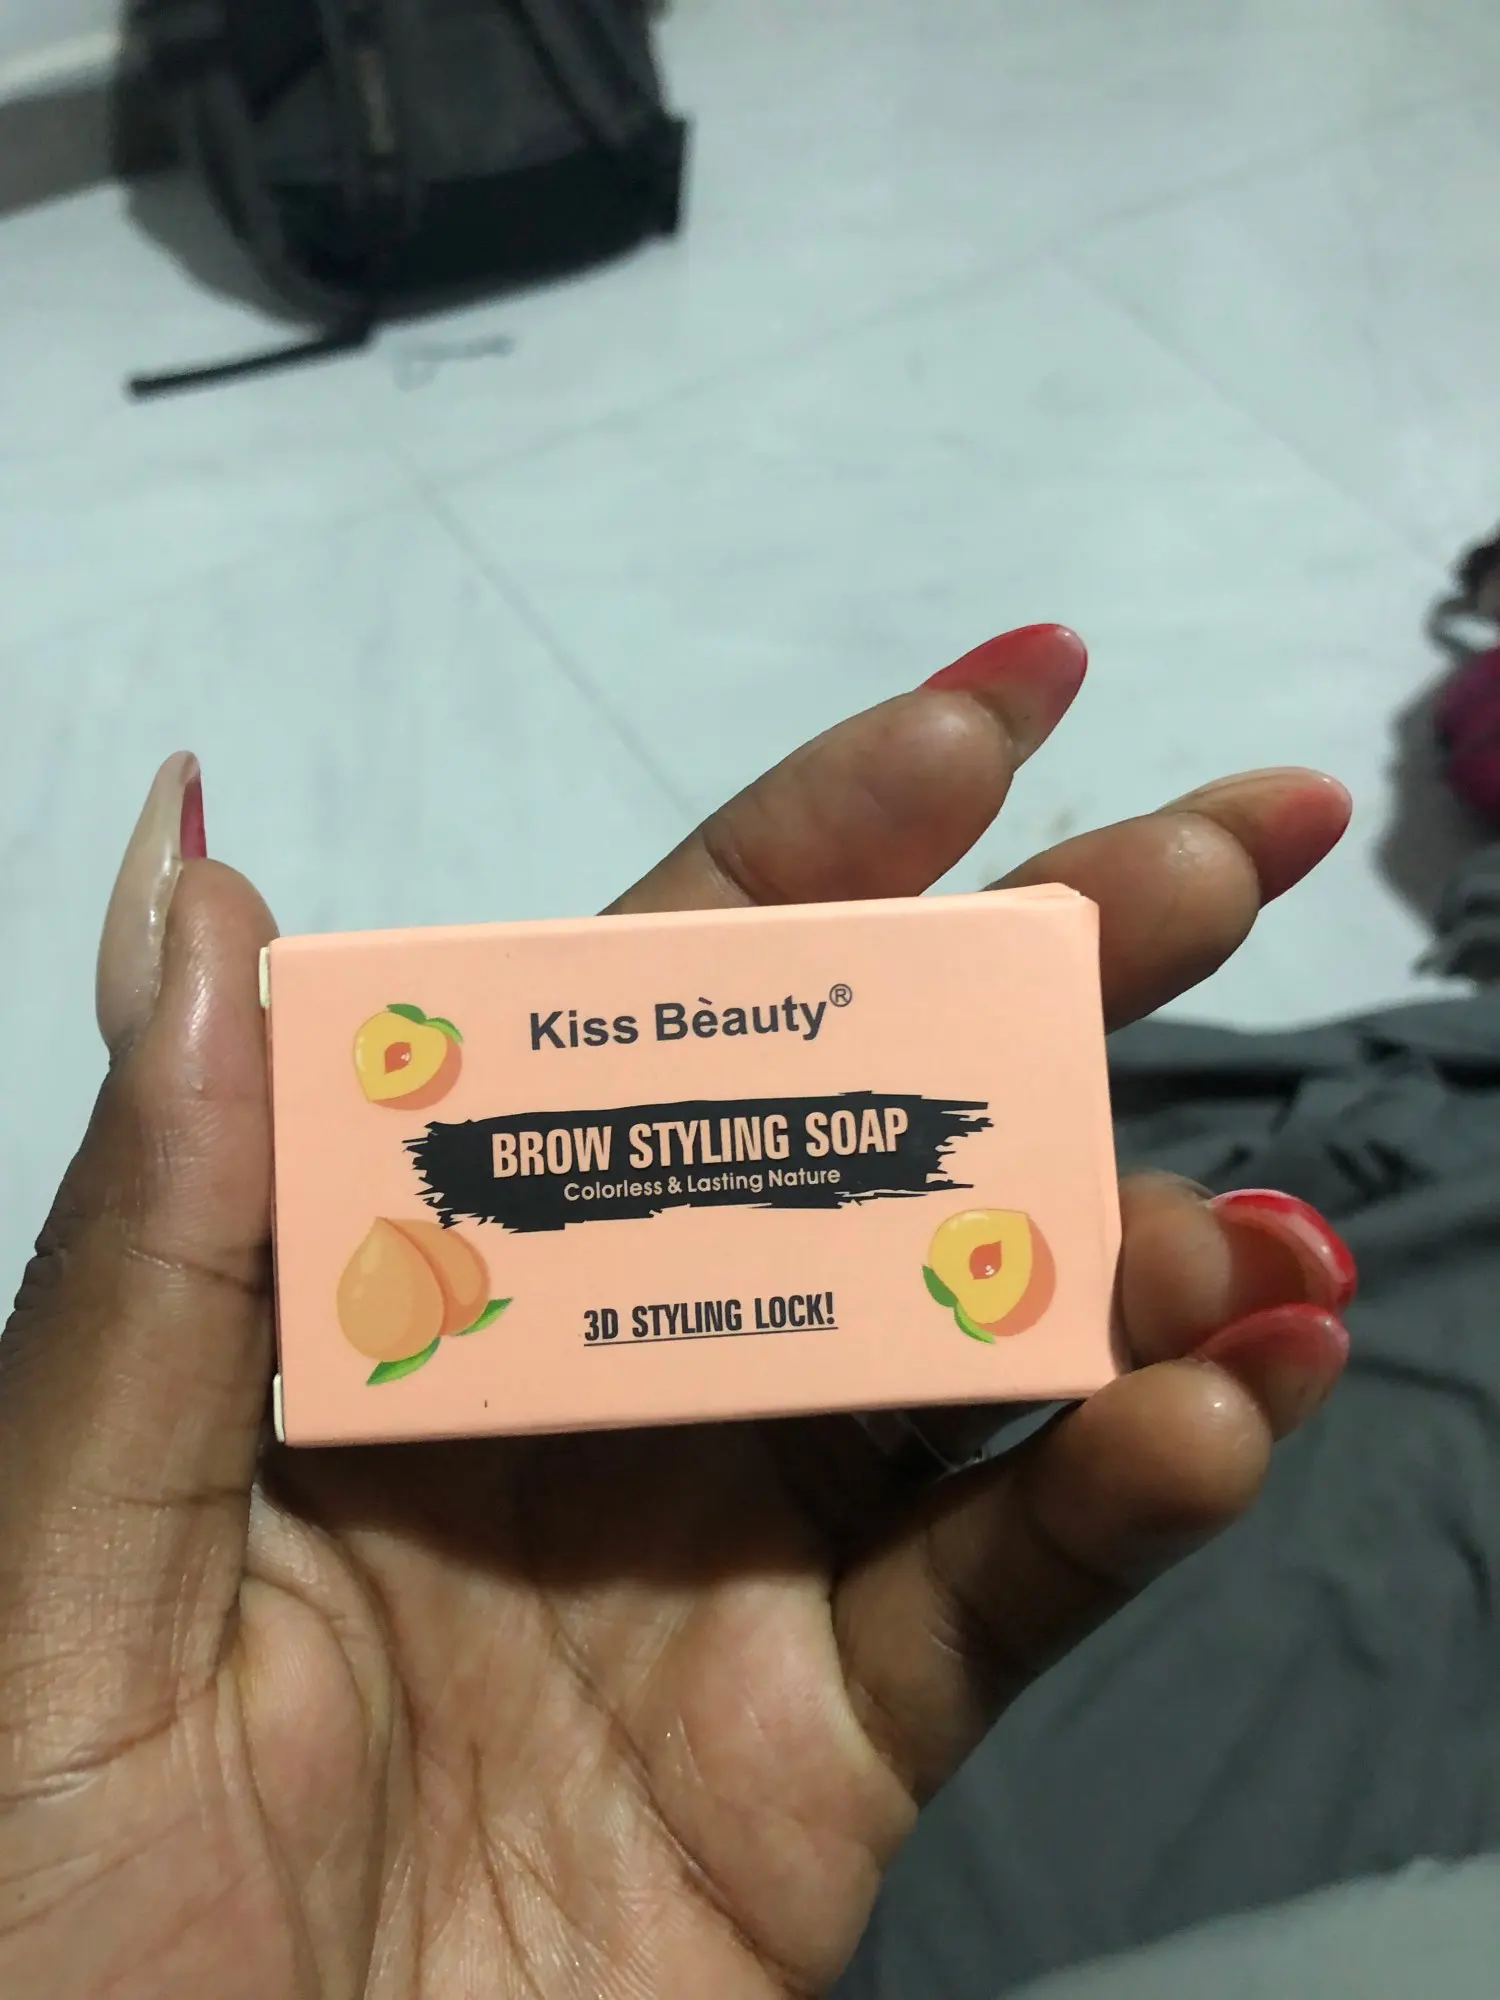 Kiss Bèauty®
BROW STYLING SOAP
Colorless & Lasting Nature
3D STYLING LOCK!